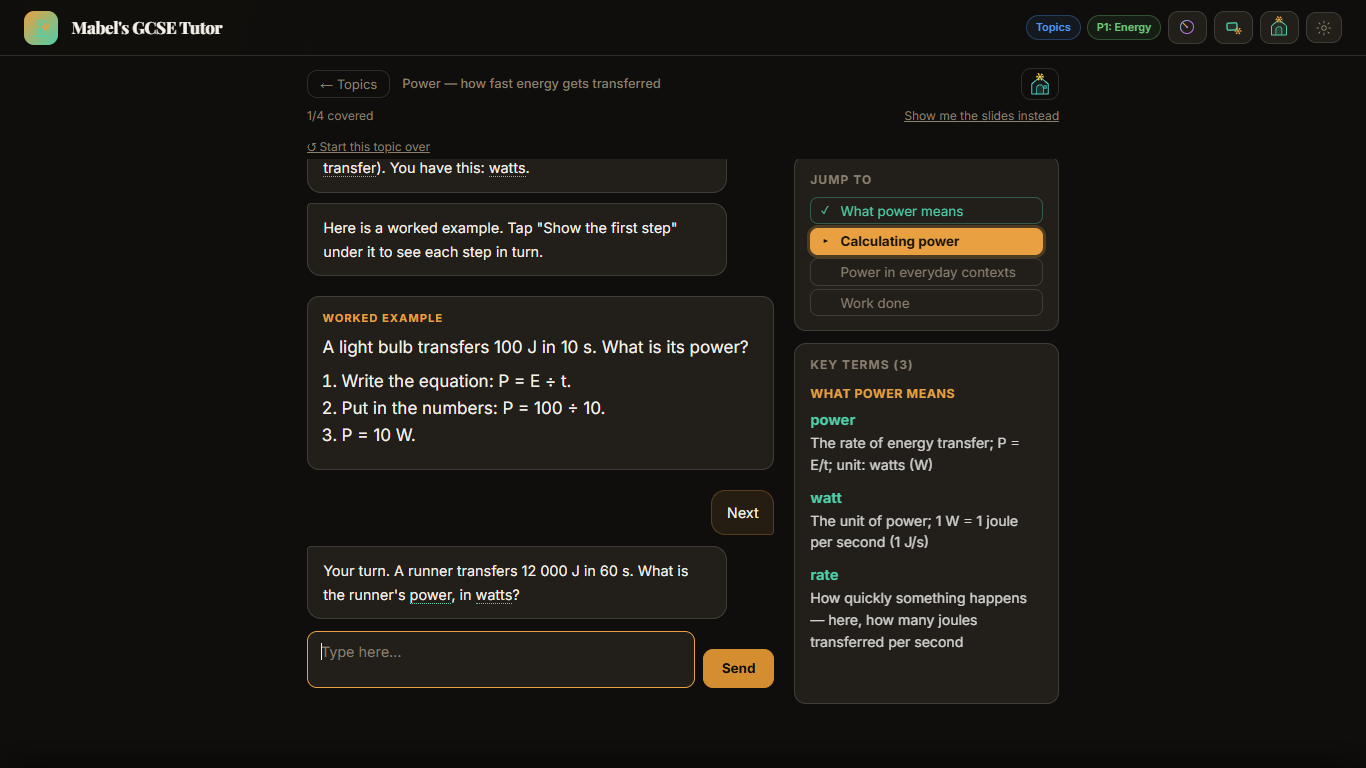 Mabel's GCSE Tutor
Topics
P1: Energy
← Topics
Power — how fast energy gets transferred
1/4 covered
Show me the slides instead
↺ Start this topic over
transfer). You have this: watts.
Here is a worked example. Tap "Show the first step"
under it to see each step in turn.
WORKED EXAMPLE
A light bulb transfers 100 J in 10 s. What is its power?
1. Write the equation: P = E ÷ t.
2. Put in the numbers: P = 100 ÷ 10.
3. P = 10 W.
Next
Your turn. A runner transfers 12 000 J in 60 s. What is
the runner's power, in watts?
Type here...
Send
JUMP TO
✓ What power means
▸ Calculating power
Power in everyday contexts
Work done
KEY TERMS (3)
WHAT POWER MEANS
power
The rate of energy transfer; P =
E/t; unit: watts (W)
watt
The unit of power; 1 W = 1 joule
per second (1 J/s)
rate
How quickly something happens
— here, how many joules
transferred per second